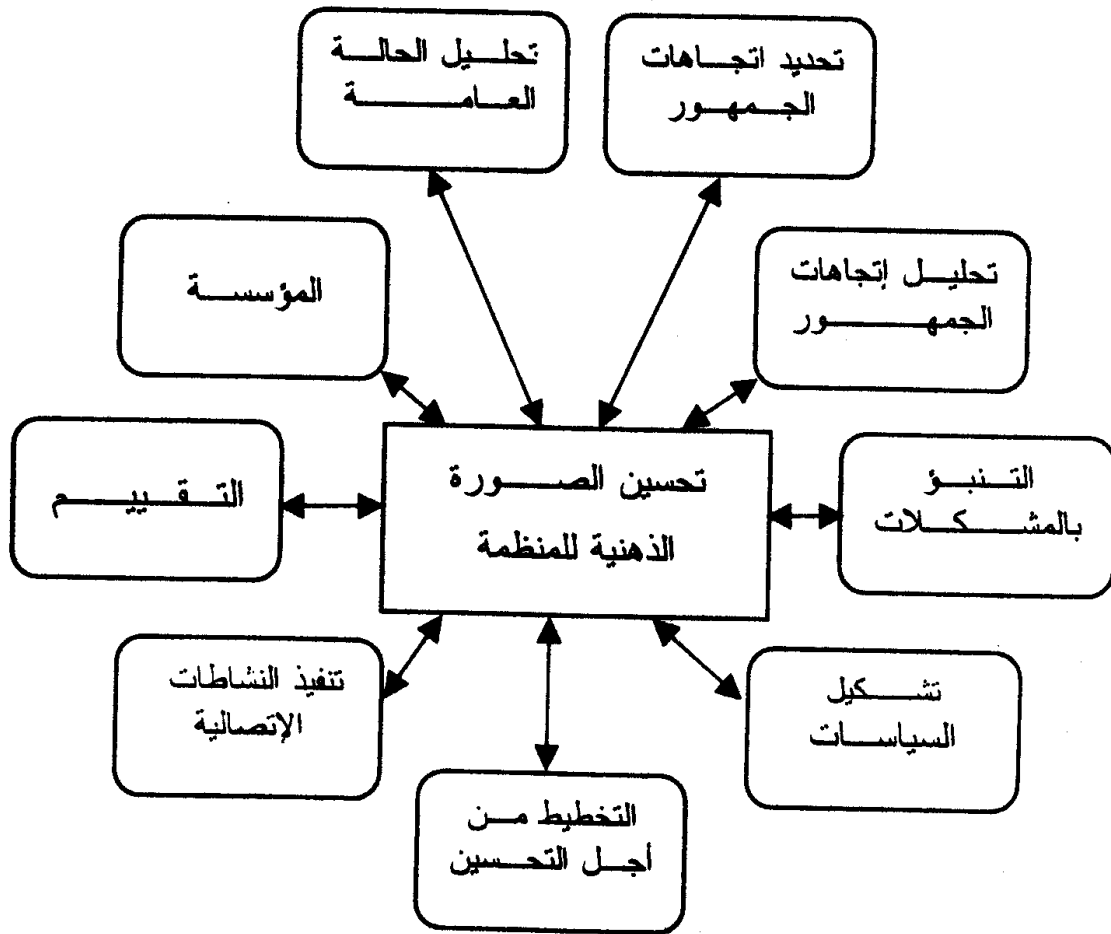 تحليل الحالة
العامة
تحديد اتجاهات
الجمهور
المؤسسة
تحليل إتجاهات
الجمهور
التقييم
تحسين الصورة
الذهنية للمنظمة
التنبؤ
بالمشكلات
تنفيذ النشاطات
الإتصالية
تشكيل
السياسات
التخطيط من
أجل التحسين